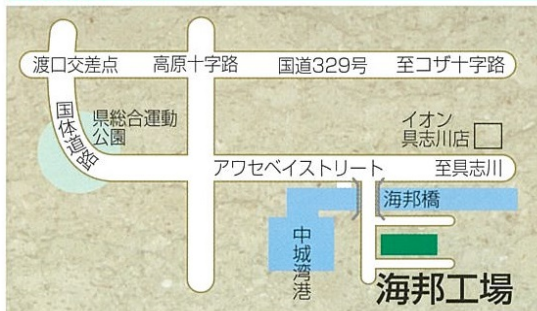 渡口交差点
高原十字路
国道329号
至コザ十字路
国体道路
県総合運動
公園
イオン
具志川店
アワセベイストリート
至具志川
海邦橋
中城湾港
海邦工場